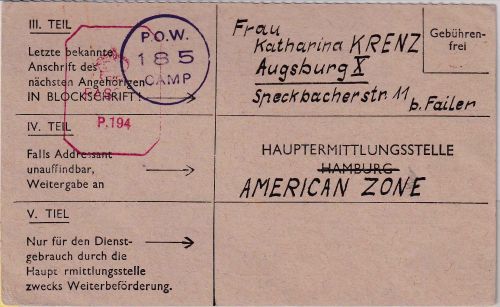 III. TEIL
Letzte bekannte
Anschrift des
nächsten Angehörigen
IN BLOCKSCHRIFT!
P.O.W.
185
CAMP
P.194
Frau
Katharina KRENZ
Augsburg X
Speckbacherstr. 11
b. Failer
Gebühren-
frei
IV. TEIL
Falls Addressant
unauffindbar,
Weitergabe an
HAUPTERMITTLUNGSSTELLE
HAMBURG
AMERICAN ZONE
V. TIEL
Nur für den Dienst-
gebrauch durch die
Haupt rmittlungsstelle
zwecks Weiterbeförderung.